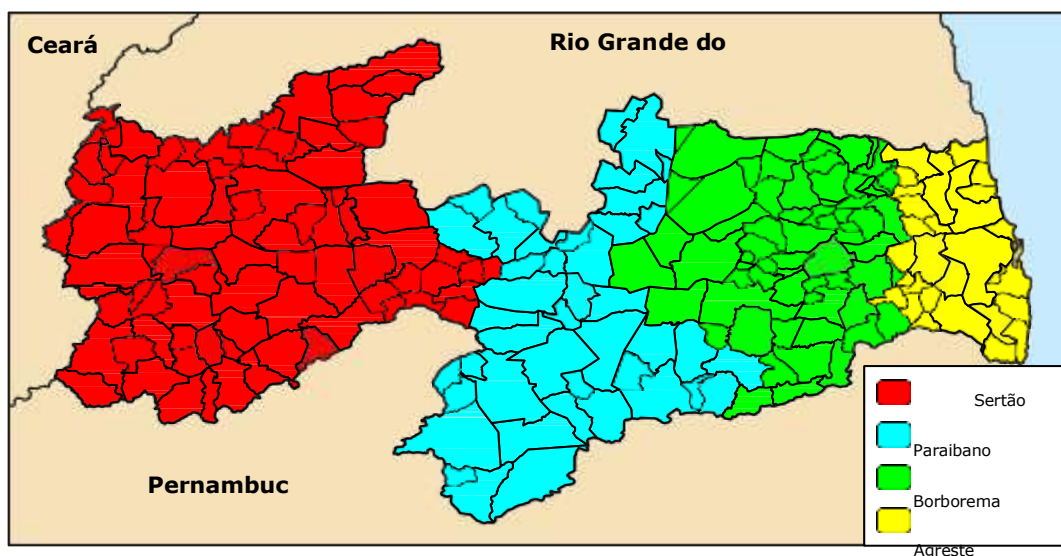 Ceará
Rio Grande do
Pernambuc
Sertão
Paraibano
Borborema
Agreste